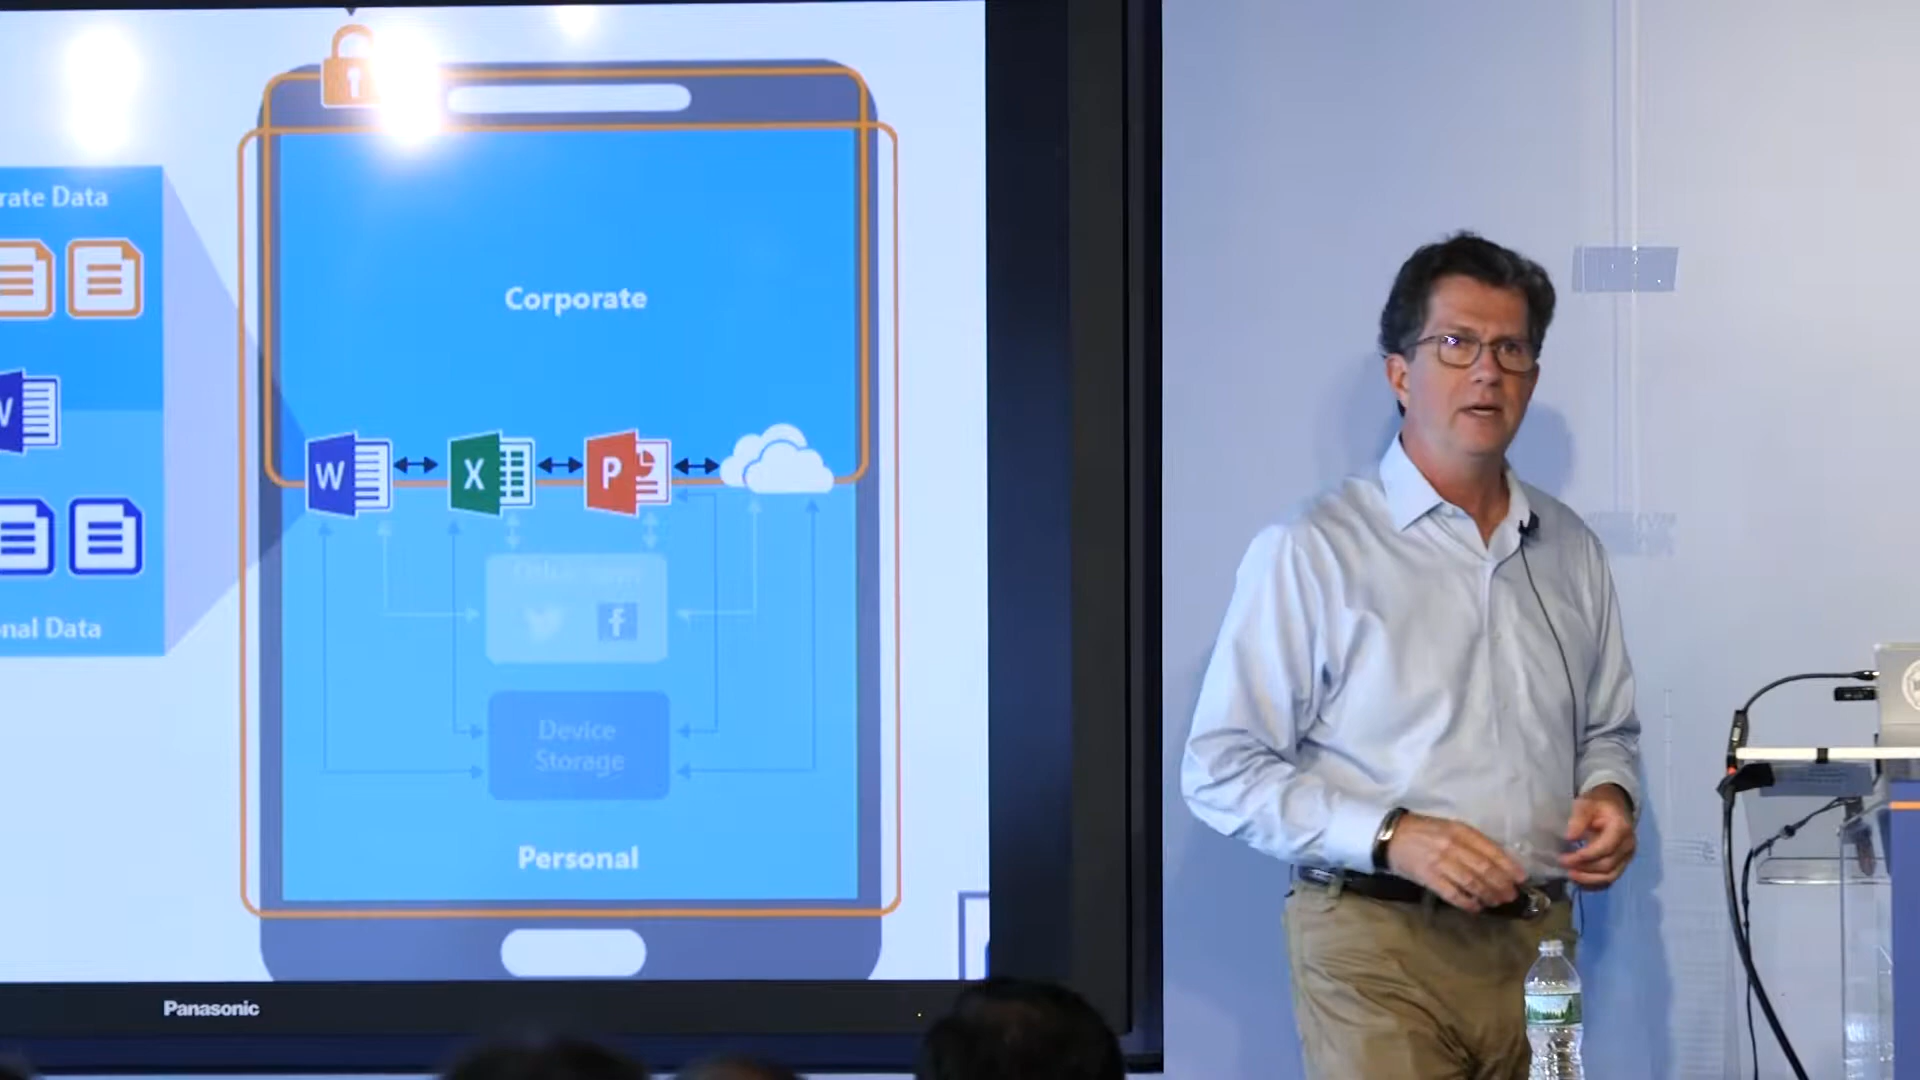 rate Data
Corporate
W
X
P
W
f
Device
Storage
nal Data
Personal
Panasonic